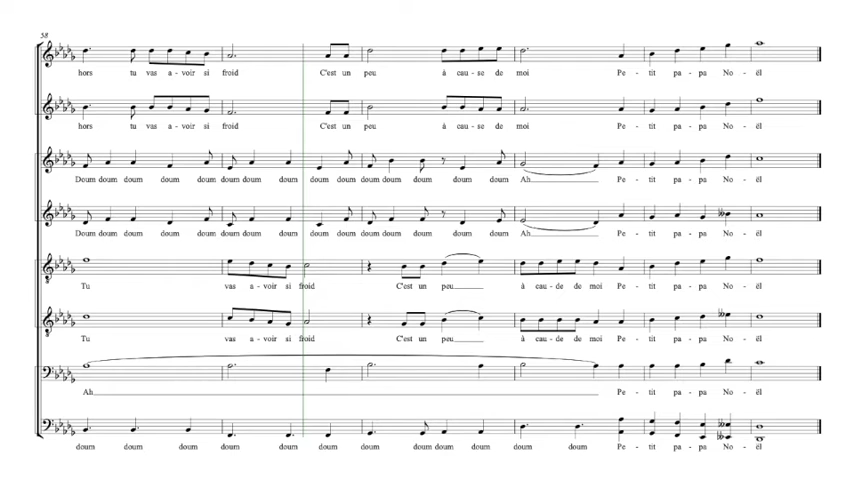 58
hors tu vas a - voir si froid C'est un peu à cau - se de moi Pe - tit pa - pa No - ël
hors tu vas a - voir si froid C'est un peu à cau - se de moi Pe - tit pa - pa No - ël
Doum doum doum doum doum doum doum doum doum doum doum doum doum doum doum doum Ah Pe - tit pa - pa No - ël
Doum doum doum doum doum doum doum doum doum doum doum doum doum doum doum doum Ah Pe - tit pa - pa No - ël
Tu vas a - voir si froid C'est un peu à cau - de de moi Pe - tit pa - pa No - ël
Tu vas a - voir si froid C'est un peu à cau - de de moi Pe - tit pa - pa No - ël
Ah Pe - tit pa - pa No - ël
doum doum doum doum doum doum doum doum doum doum doum doum Pe - tit pa - pa No - ël